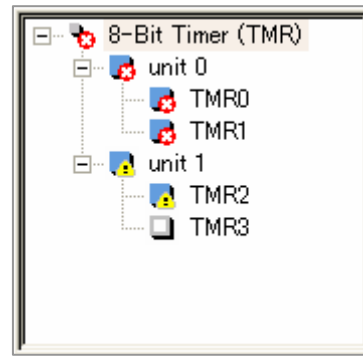 8-Bit Timer (TMR)
unit 0
TMR0
TMR1
unit 1
TMR2
TMR3